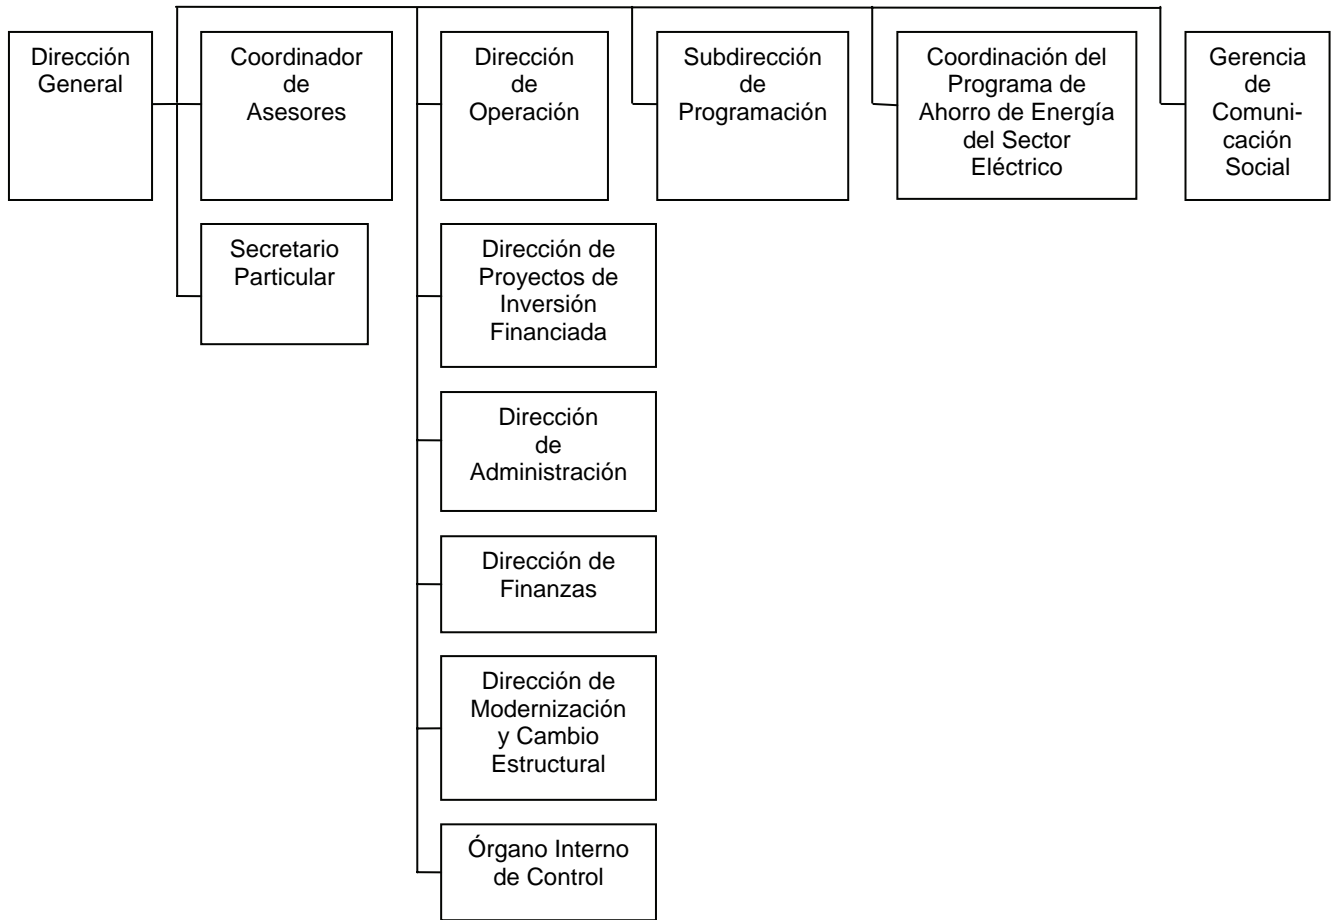 Dirección
General
Coordinador
de
Asesores
Dirección
de
Operación
Subdirección
de
Programación
Coordinación del
Programa de
Ahorro de Energía
del Sector
Eléctrico
Gerencia
de
Comuni-
cación
Social
Secretario
Particular
Dirección de
Proyectos de
Inversión
Financiada
Dirección
de
Administración
Dirección de
Finanzas
Dirección de
Modernización
y Cambio
Estructural
Órgano Interno
de Control